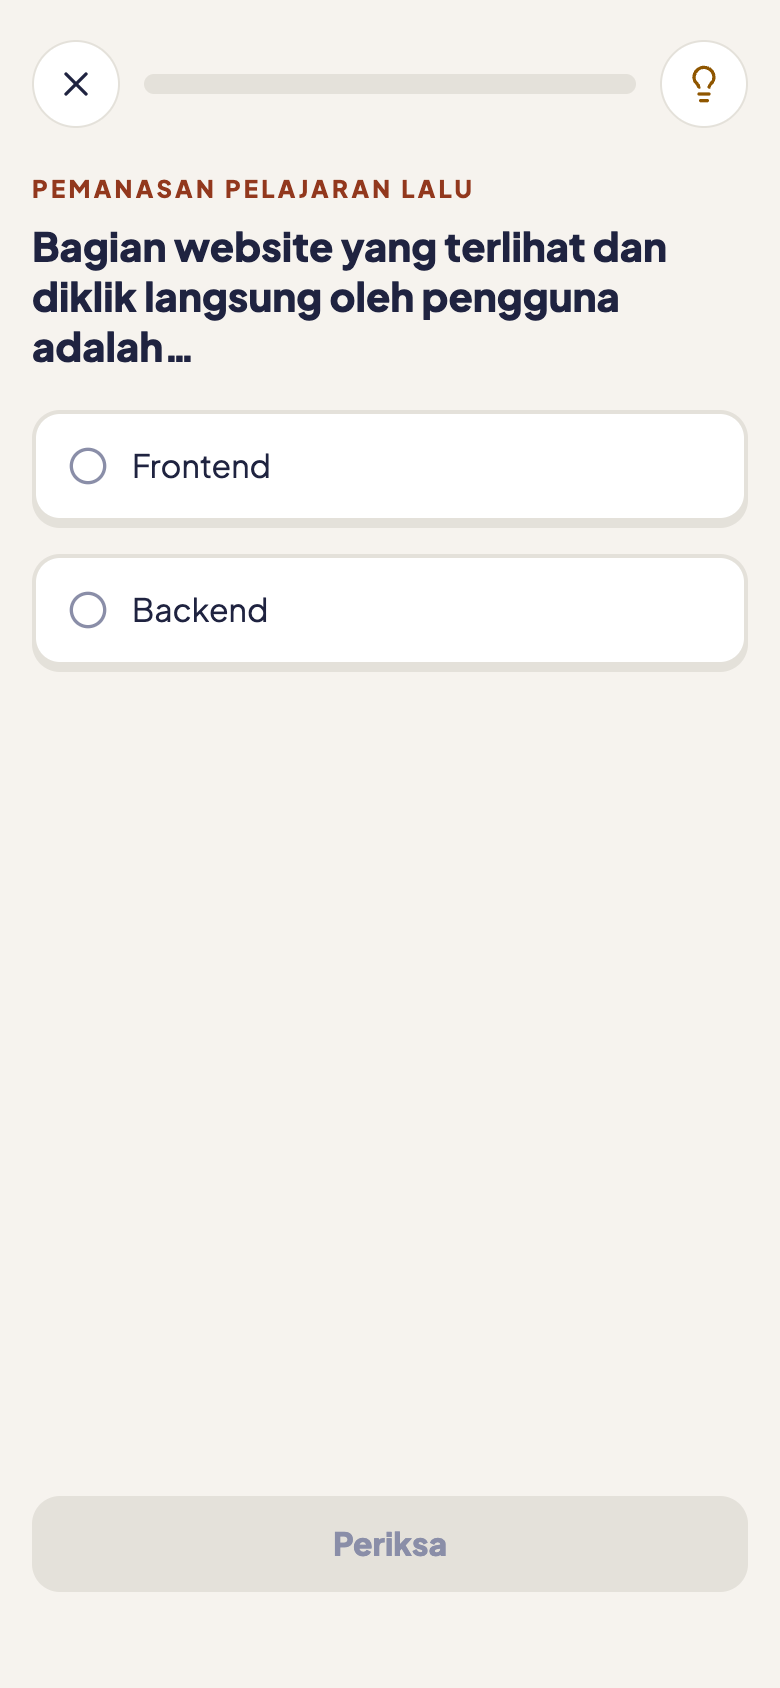 PEMANASAN PELAJARAN LALU
Bagian website yang terlihat dan
diklik langsung oleh pengguna
adalah…
Frontend
Backend
Periksa